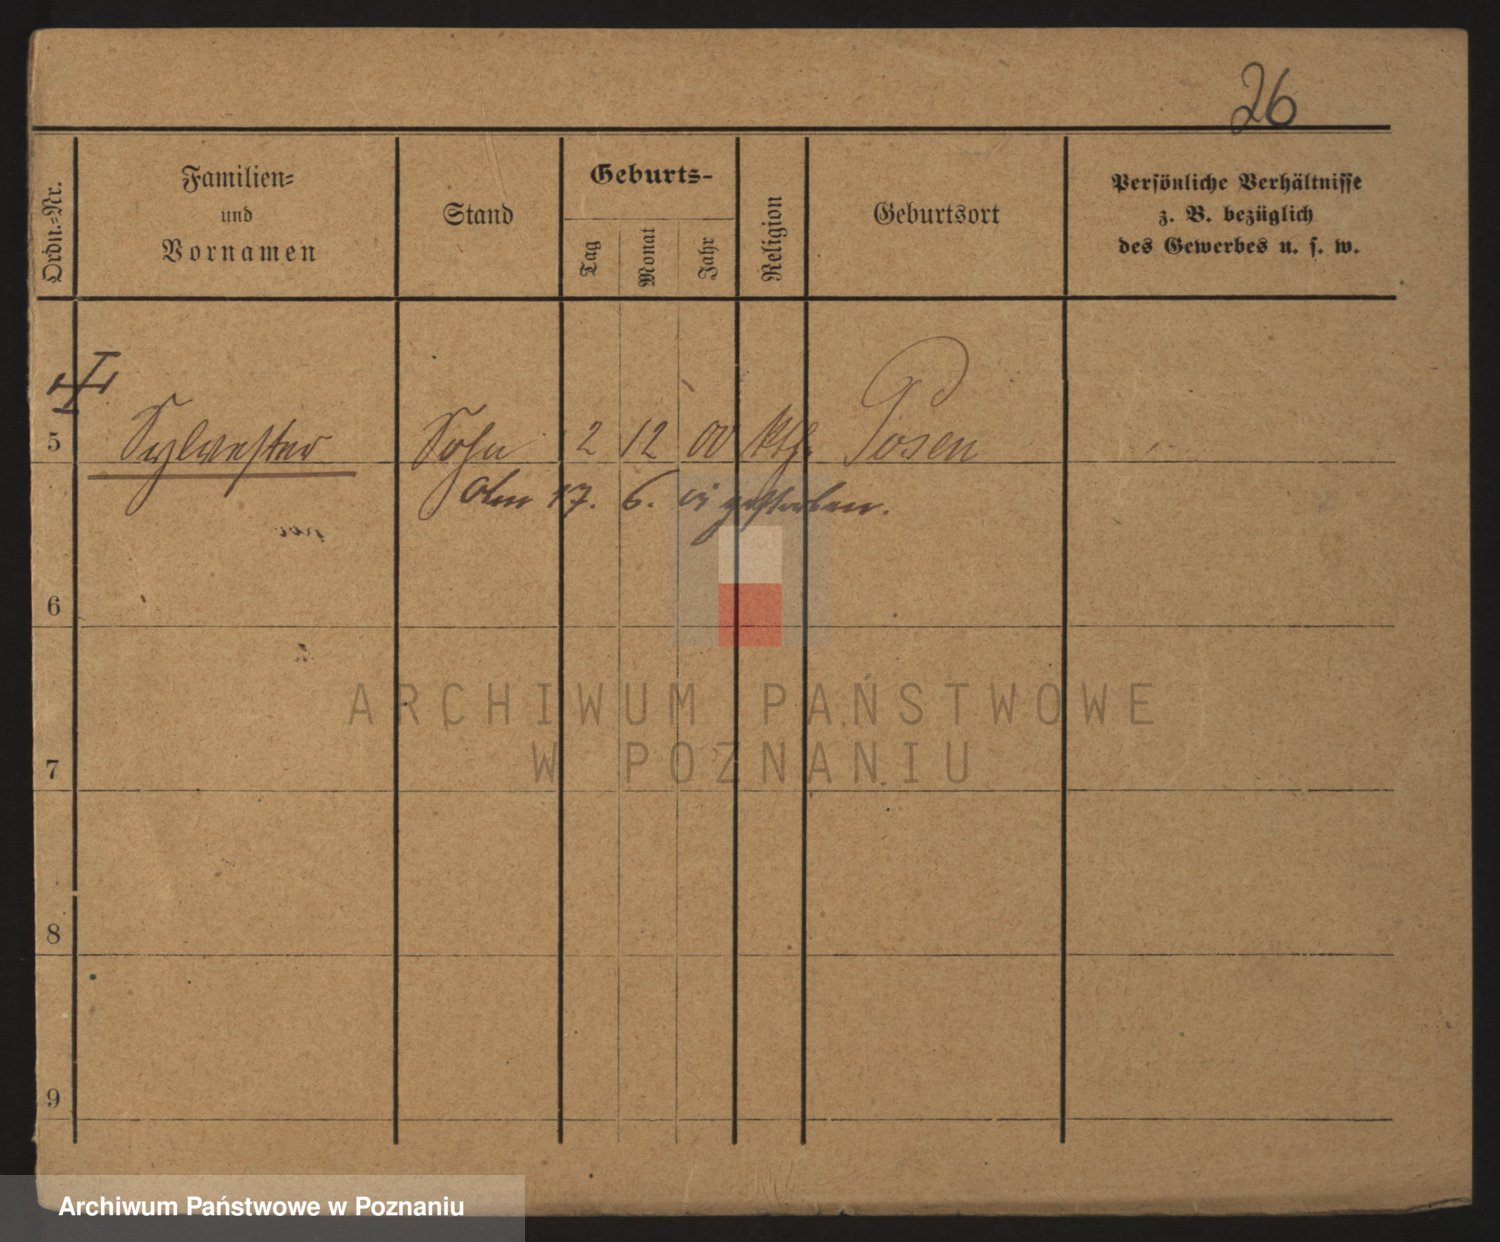 26
Ordn.-Nr.
Familien-
und
Vornamen
Stand
Geburts-
Tag
Monat
Jahr
Religion
Geburtsort
Persönliche Verhältnisse
z. B. bezüglich
des Gewerbes u. s. w.
5 Sylvester Sohn 2 12 00 kth. Posen
Am 17. 6. 01 gestorben.
6
ARCHIWUM PAŃSTWOWE
W POZNANIU
7
8
9
Archiwum Państwowe w Poznaniu